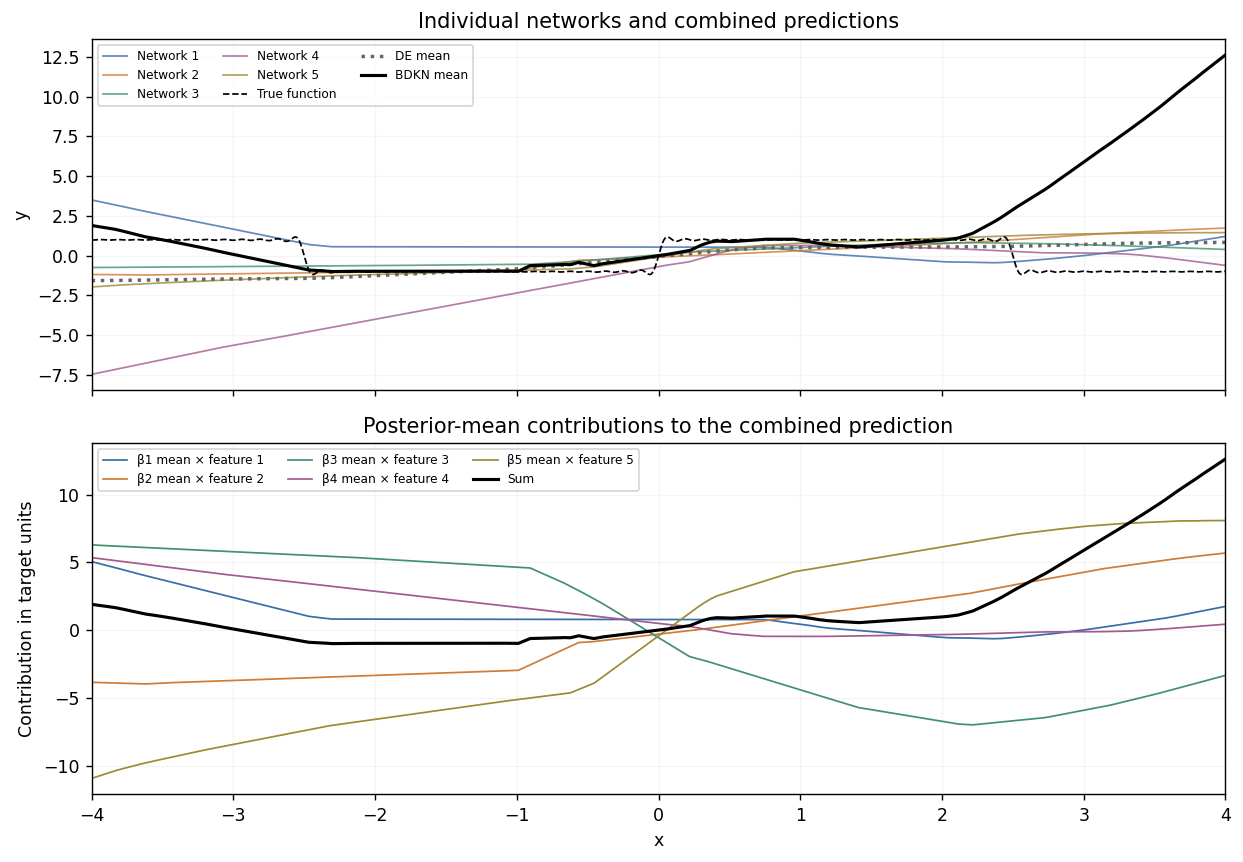 Individual networks and combined predictions
12.5
10.0
7.5
5.0
2.5
0.0
−2.5
−5.0
−7.5
y
Network 1
Network 2
Network 3
Network 4
Network 5
True function
DE mean
BDKN mean
Posterior-mean contributions to the combined prediction
10
5
0
−5
−10
Contribution in target units
β1 mean × feature 1
β2 mean × feature 2
β3 mean × feature 3
β4 mean × feature 4
β5 mean × feature 5
Sum
−4 −3 −2 −1 0 1 2 3 4
x